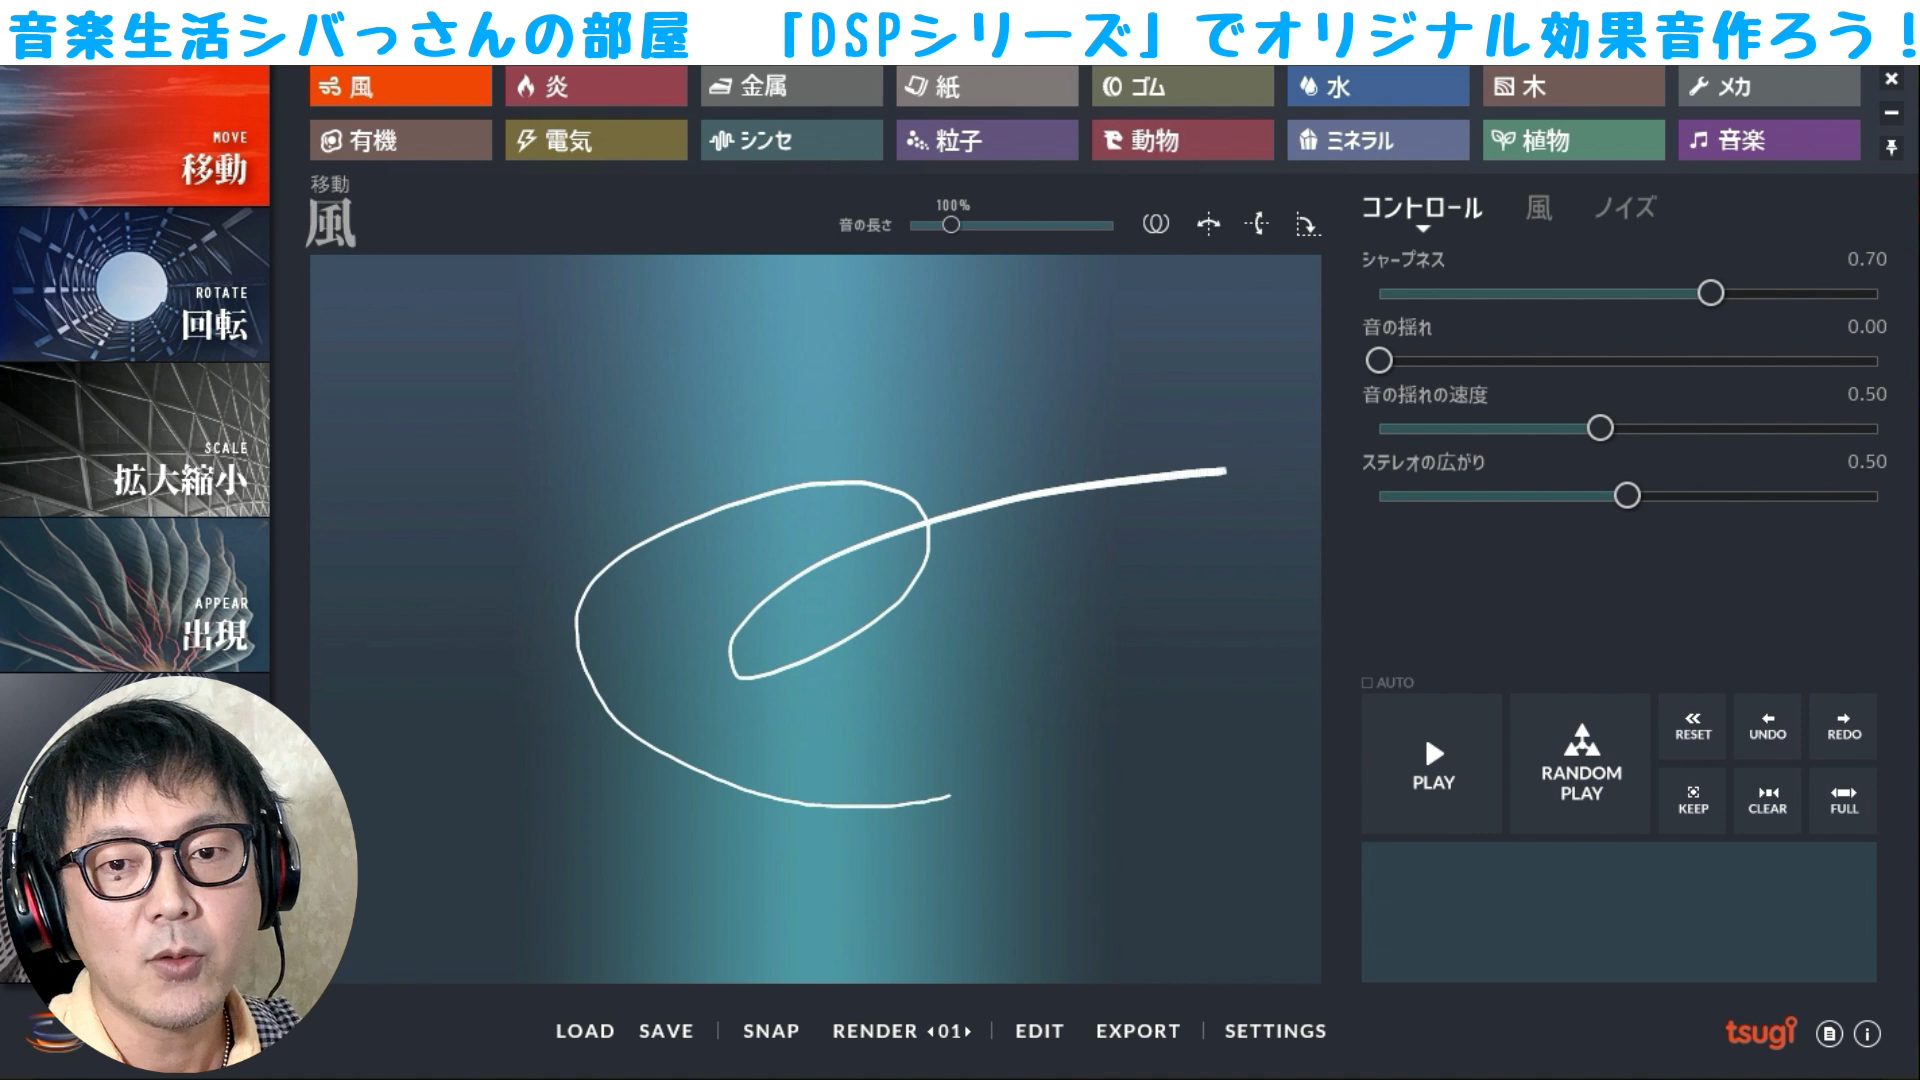 音楽生活シバっさんの部屋　「DSPシリーズ」でオリジナル効果音作ろう！
MOVE
移動
ROTATE
回転
SCALE
拡大縮小
APPEAR
出現
風 炎 金属 紙 ゴム 水 木 メカ
有機 電気 シンセ 粒子 動物 ミネラル 植物 音楽
移動
風
音の長さ 100%
コントロール 風 ノイズ
シャープネス 0.70
音の揺れ 0.00
音の揺れの速度 0.50
ステレオの広がり 0.50
AUTO
PLAY
RANDOM
PLAY
RESET UNDO REDO
KEEP CLEAR FULL
LOAD SAVE | SNAP RENDER 01 | EDIT EXPORT | SETTINGS
tsugi